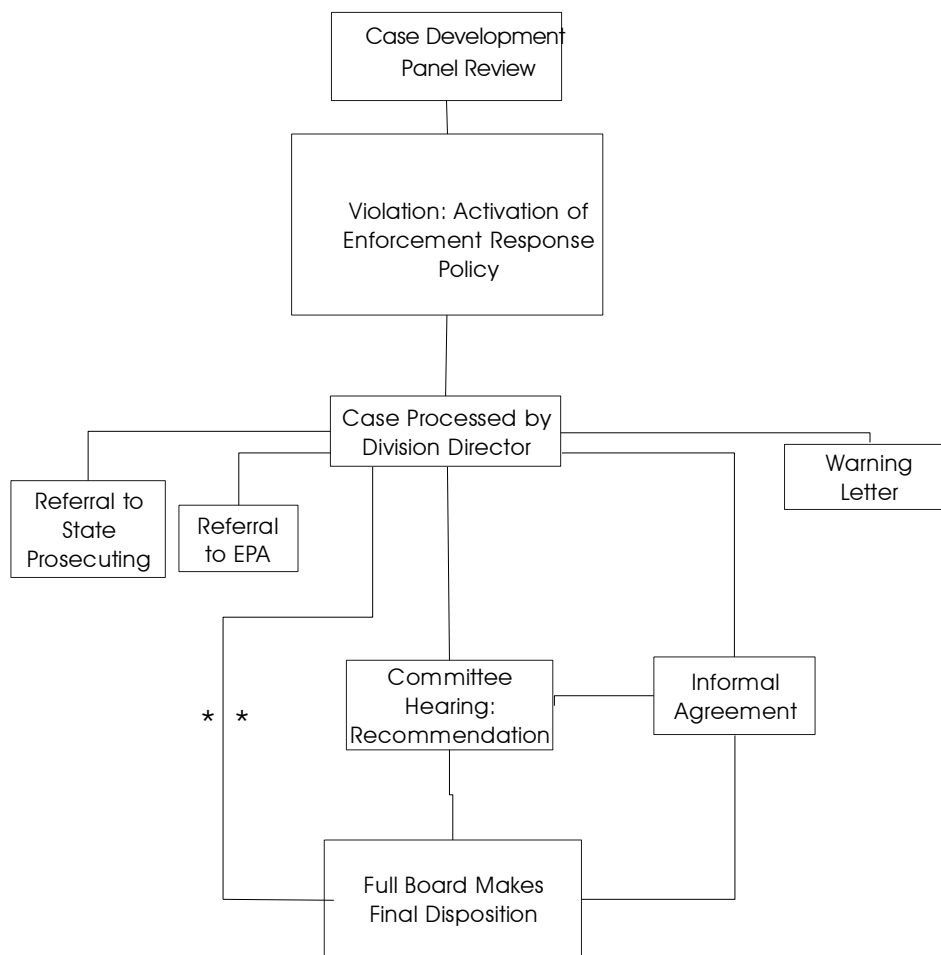 Case Development
Panel Review
Violation: Activation of
Enforcement Response
Policy
Case Processed by
Division Director
Warning
Letter
Referral to
State
Prosecuting
Referral
to EPA
Committee
Hearing:
Recommendation
Informal
Agreement
* *
Full Board Makes
Final Disposition